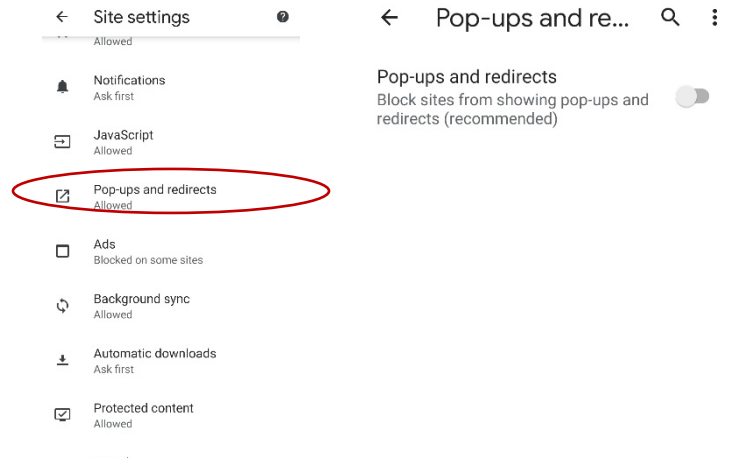 Site settings
Allowed
Notifications
Ask first
JavaScript
Allowed
Pop-ups and redirects
Allowed
Ads
Blocked on some sites
Background sync
Allowed
Automatic downloads
Ask first
Protected content
Allowed
Pop-ups and re...
Pop-ups and redirects
Block sites from showing pop-ups and
redirects (recommended)